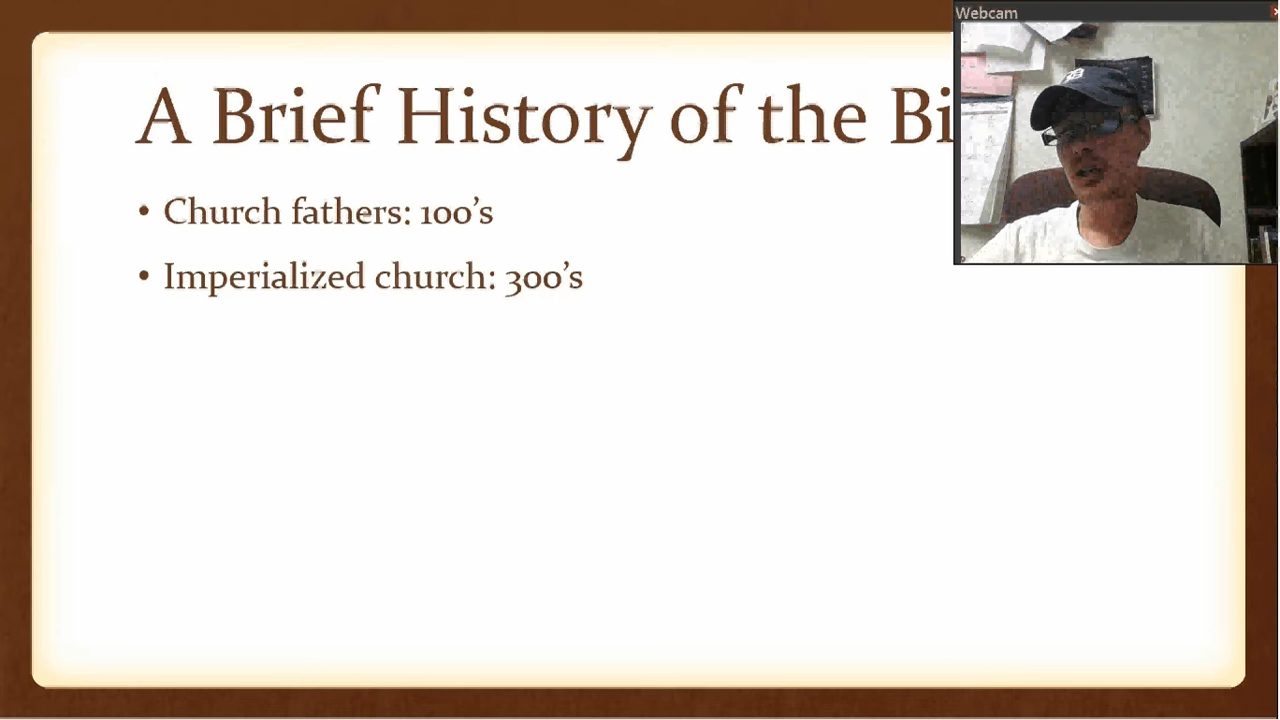 Webcam
A Brief History of the Bi
• Church fathers: 100's
• Imperialized church: 300's